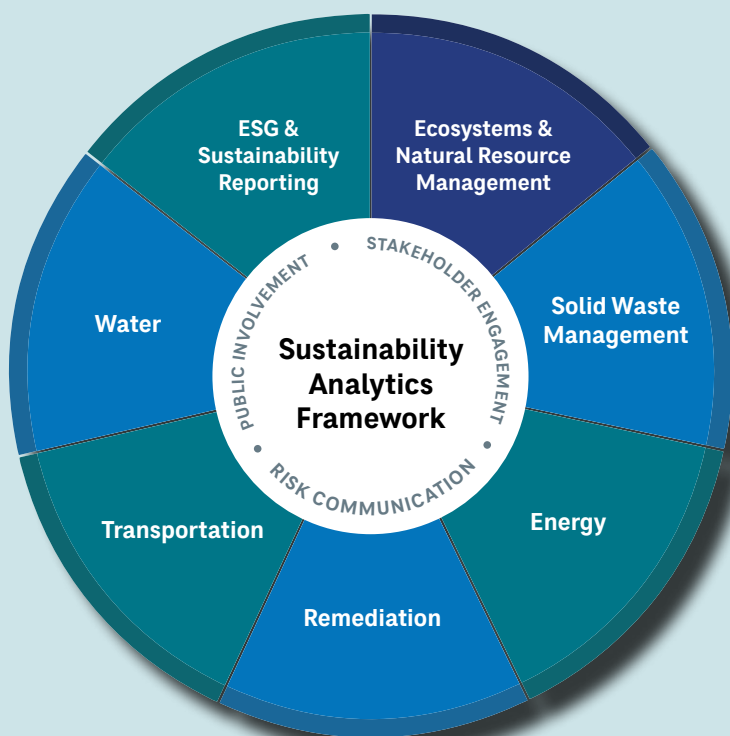 ESG &
Sustainability
Reporting
Ecosystems &
Natural Resource
Management
Solid Waste
Management
Energy
Remediation
Transportation
Water
PUBLIC INVOLVEMENT • STAKEHOLDER ENGAGEMENT • RISK COMMUNICATION •
Sustainability
Analytics
Framework